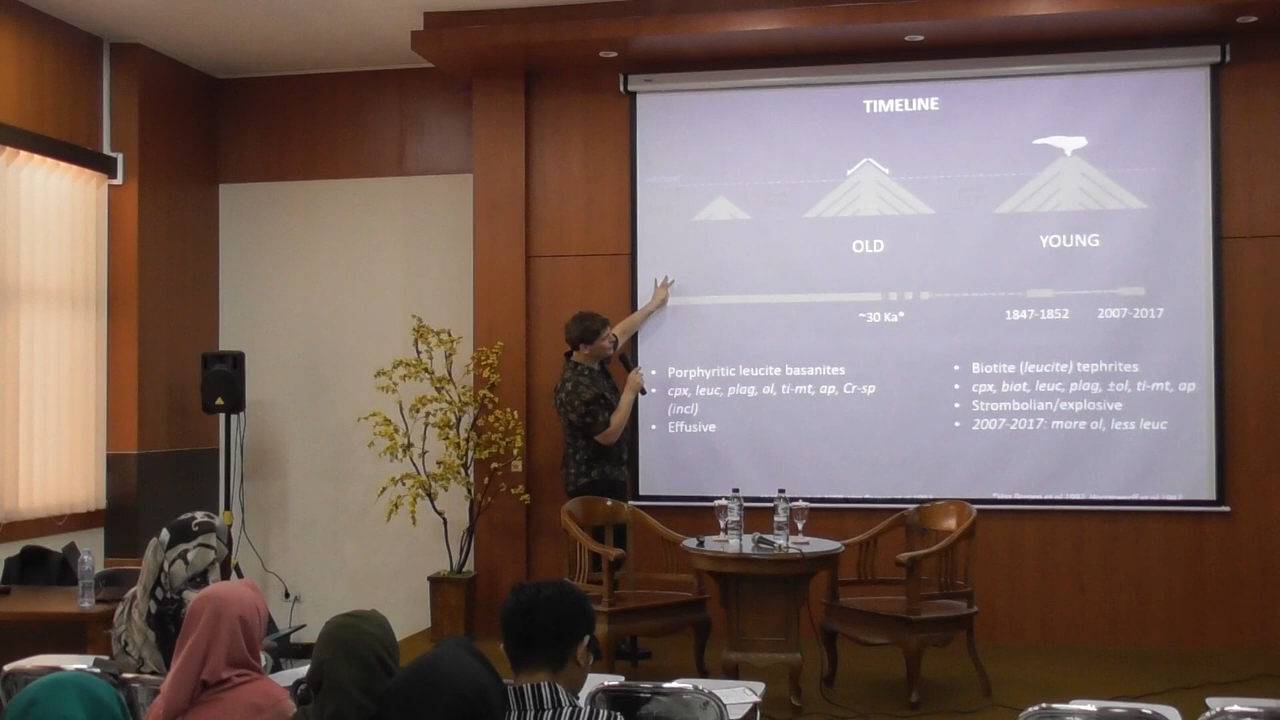 TIMELINE
OLD
YOUNG
~30 Ka*
1847-1852
2007-2017
• Porphyritic leucite basanites
• cpx, leuc, plag, ol, ti-mt, ap, Cr-sp
(incl)
• Effusive
• Biotite (leucite) tephrites
• cpx, biot, leuc, plag, ±ol, ti-mt, ap
• Strombolian/explosive
• 2007-2017: more ol, less leuc